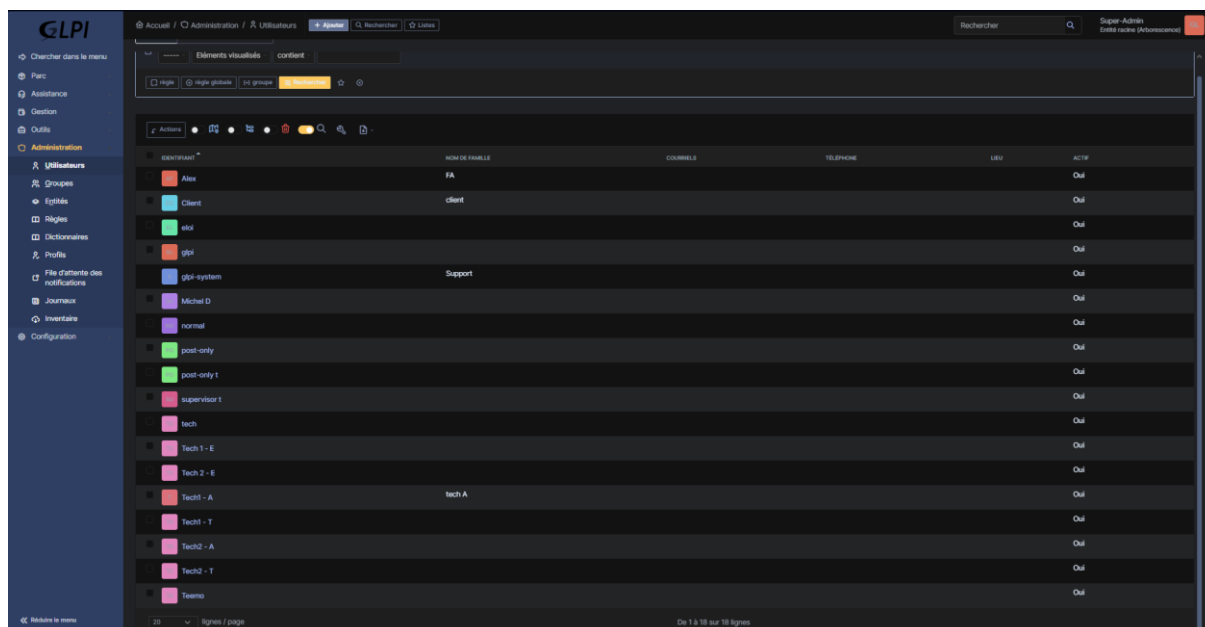 GLPI
Accueil / Administration / Utilisateurs + Ajouter Rechercher Listes
Rechercher
Super-Admin
Entité racine (Arborescence)
Chercher dans le menu
Parc
Assistance
Gestion
Outils
Administration
Utilisateurs
Groupes
Entités
Règles
Dictionnaires
Profils
File d'attente des
notifications
Journaux
Inventaire
Configuration
Réduire le menu
----- Eléments visualisés contient
règle règle globale groupe Rechercher
Actions
IDENTIFIANT NOM DE FAMILLE COURRIELS TÉLÉPHONE LIEU ACTIF
Alex FA Oui
Client client Oui
eloi Oui
glpi Oui
glpi-system Support Oui
Michel D Oui
normal Oui
post-only Oui
post-only t Oui
supervisor t Oui
tech Oui
Tech 1 - E Oui
Tech 2 - E Oui
Tech1 - A tech A Oui
Tech1 - T Oui
Tech2 - A Oui
Tech2 - T Oui
Teemo Oui
20 lignes / page De 1 à 18 sur 18 lignes